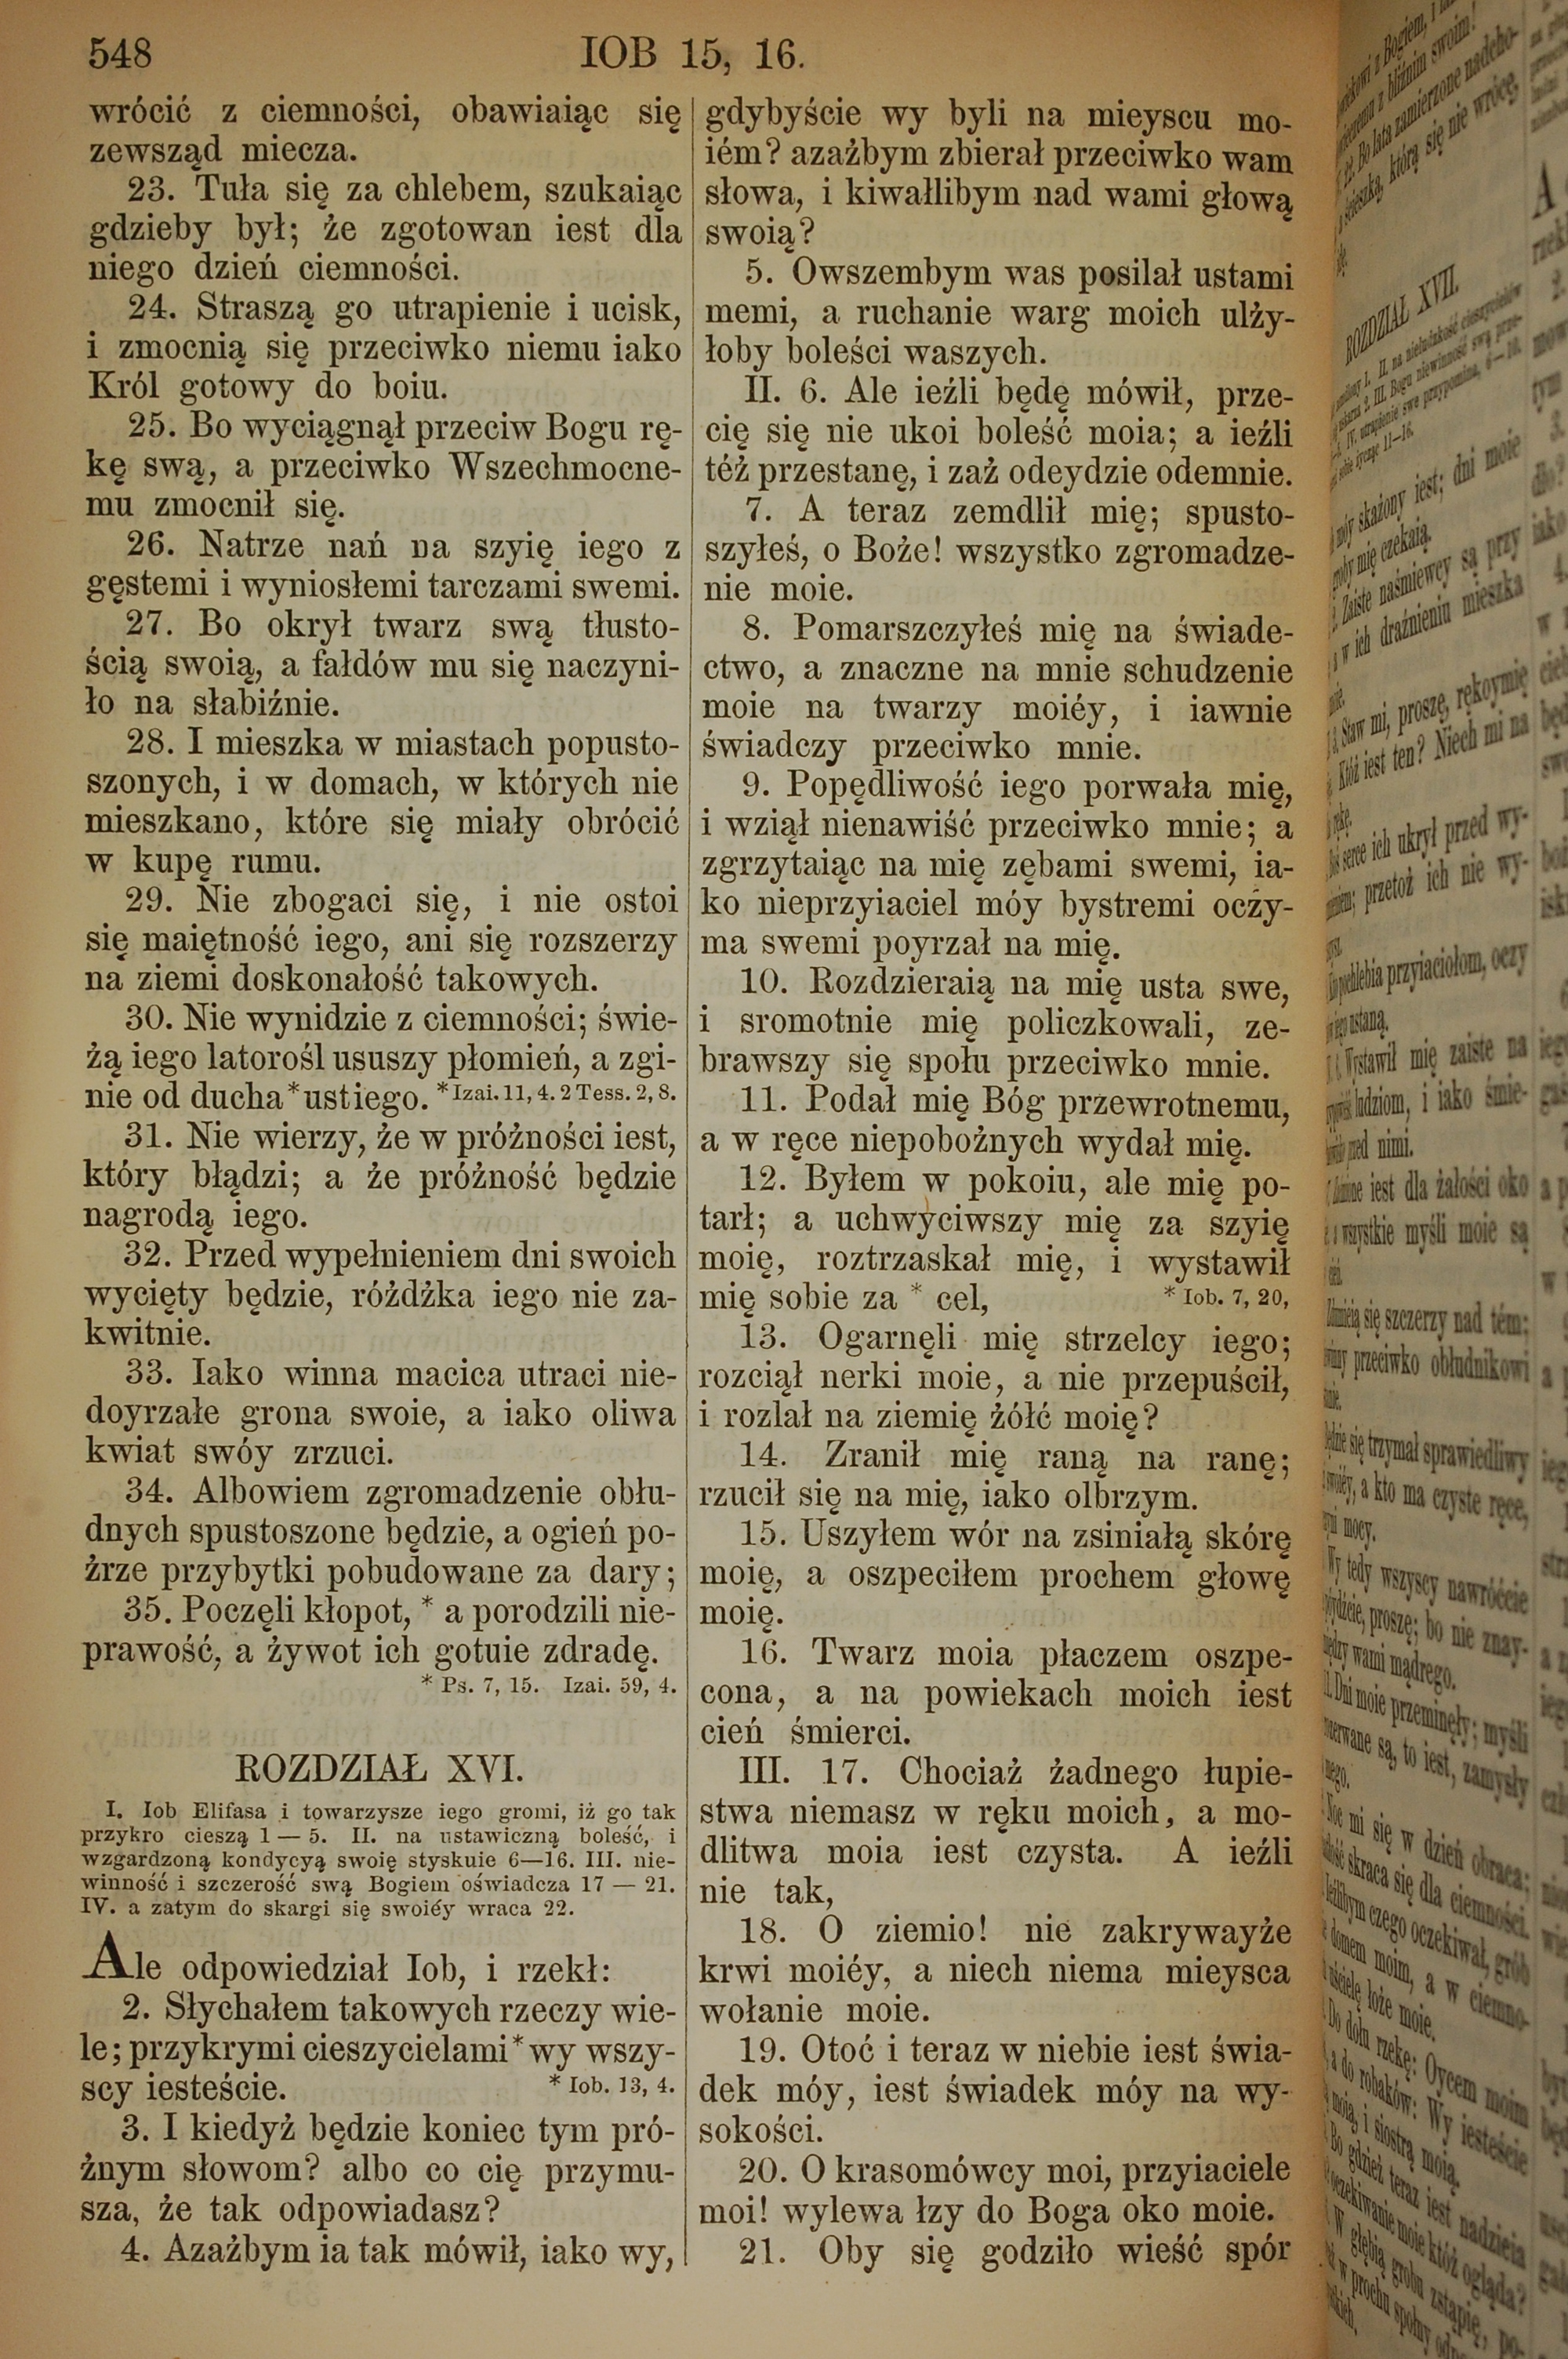 548
IOB 15, 16.
wrócić z ciemności, obawiaiąc się
zewsząd miecza.
23. Tuła się za chlebem, szukaiąc
gdzieby był; że zgotowan iest dla
niego dzień ciemności.
24. Straszą go utrapienie i ucisk,
i zmocnią się przeciwko niemu iako
Król gotowy do boiu.
25. Bo wyciągnął przeciw Bogu rę-
kę swą, a przeciwko Wszechmocne-
mu zmocnił się.
26. Natrze nań na szyię iego z
gęstemi i wyniosłemi tarczami swemi.
27. Bo okrył twarz swą tłusto-
ścią swoią, a fałdów mu się naczyni-
ło na słabiźnie.
28. I mieszka w miastach popusto-
szonych, i w domach, w których nie
mieszkano, które się miały obrócić
w kupę rumu.
29. Nie zbogaci się, i nie ostoi
się maiętność iego, ani się rozszerzy
na ziemi doskonałość takowych.
30. Nie wynidzie z ciemności; świe-
żą iego latorośl ususzy płomień, a zgi-
nie od ducha*ust iego. *Izai. 11, 4. 2 Tess. 2, 8.
31. Nie wierzy, że w próżności iest,
który błądzi; a że próżność będzie
nagrodą iego.
32. Przed wypełnieniem dni swoich
wycięty będzie, różdżka iego nie za-
kwitnie.
33. Iako winna macica utraci nie-
doyrzałe grona swoie, a iako oliwa
kwiat swóy zrzuci.
34. Albowiem zgromadzenie obłu-
dnych spustoszone będzie, a ogień po-
żrze przybytki pobudowane za dary;
35. Poczęli kłopot, * a porodzili nie-
prawość, a żywot ich gotuie zdradę.
* Ps. 7, 15. Izai. 59, 4.
ROZDZIAŁ XVI.
I. Iob Elifasa i towarzysze iego gromi, iż go tak
przykro cieszą 1 — 5. II. na ustawiczną boleść, i
wzgardzoną kondycyą swoię styskuie 6—16. III. nie-
winność i szczerość swą Bogiem oświadcza 17 — 21.
IV. a zatym do skargi się swoiéy wraca 22.
Ale odpowiedział Iob, i rzekł:
2. Słychałem takowych rzeczy wie-
le; przykrymi cieszycielami*wy wszy-
scy iesteście. * Iob. 13, 4.
3. I kiedyż będzie koniec tym pró-
żnym słowom? albo co cię przymu-
sza, że tak odpowiadasz?
4. Azażbym ia tak mówił, iako wy,
gdybyście wy byli na mieyscu mo-
iém? azażbym zbierał przeciwko wam
słowa, i kiwałlibym nad wami głową
swoią?
5. Owszembym was posilał ustami
memi, a ruchanie warg moich ulży-
łoby boleści waszych.
II. 6. Ale ieźli będę mówił, prze-
cię się nie ukoi boleść moia; a ieźli
téż przestanę, i zaż odeydzie odemnie.
7. A teraz zemdlił mię; spusto-
szyłeś, o Boże! wszystko zgromadze-
nie moie.
8. Pomarszczyłeś mię na świade-
ctwo, a znaczne na mnie schudzenie
moie na twarzy moiéy, i iawnie
świadczy przeciwko mnie.
9. Popędliwość iego porwała mię,
i wziął nienawiść przeciwko mnie; a
zgrzytaiąc na mię zębami swemi, ia-
ko nieprzyiaciel móy bystremi oczy-
ma swemi poyrzał na mię.
10. Rozdzieraią na mię usta swe,
i sromotnie mię policzkowali, ze-
brawszy się społu przeciwko mnie.
11. Podał mię Bóg przewrotnemu,
a w ręce niepobożnych wydał mię.
12. Byłem w pokoiu, ale mię po-
tarł; a uchwyciwszy mię za szyię
moię, roztrzaskał mię, i wystawił
mię sobie za * cel, * Iob. 7, 20,
13. Ogarnęli mię strzelcy iego;
rozciął nerki moie, a nie przepuścił,
i rozlał na ziemię żółć moię?
14. Zranił mię raną na ranę;
rzucił się na mię, iako olbrzym.
15. Uszyłem wór na zsiniałą skórę
moię, a oszpeciłem prochem głowę
moię.
16. Twarz moia płaczem oszpe-
cona, a na powiekach moich iest
cień śmierci.
III. 17. Chociaż żadnego łupie-
stwa niemasz w ręku moich, a mo-
dlitwa moia iest czysta. A ieźli
nie tak,
18. O ziemio! nie zakrywayże
krwi moiéy, a niech niema mieysca
wołanie moie.
19. Otoć i teraz w niebie iest świa-
dek móy, iest świadek móy na wy-
sokości.
20. O krasomówcy moi, przyiaciele
moi! wylewa łzy do Boga oko moie.
21. Oby się godziło wieść spór
ROZDZIAŁ XVII.